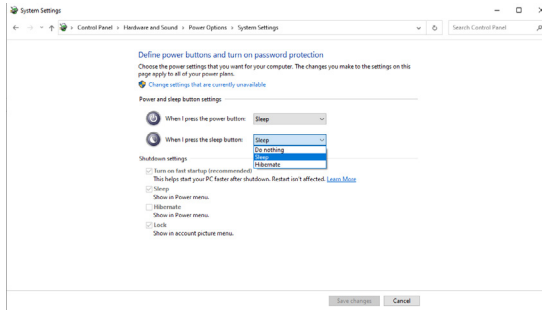 System Settings
Control Panel > Hardware and Sound > Power Options > System Settings
Search Control Panel
Define power buttons and turn on password protection
Choose the power settings that you want for your computer. The changes you make to the settings on this
page apply to all of your power plans.
Change settings that are currently unavailable
Power and sleep button settings
When I press the power button: Sleep
When I press the sleep button: Sleep
Do nothing
Sleep
Hibernate
Shutdown settings
Turn on fast startup (recommended)
This helps start your PC faster after shutdown. Restart isn't affected. Learn More
Sleep
Show in Power menu.
Hibernate
Show in Power menu.
Lock
Show in account picture menu.
Save changes Cancel